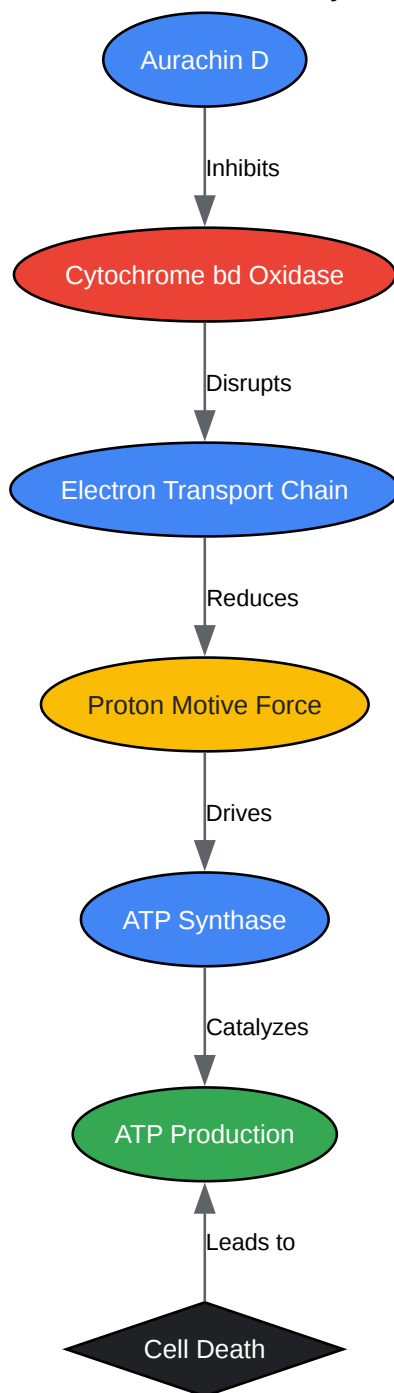 Aurachin D
Inhibits
Cytochrome bd Oxidase
Disrupts
Electron Transport Chain
Reduces
Proton Motive Force
Drives
ATP Synthase
Catalyzes
ATP Production
Leads to
Cell Death